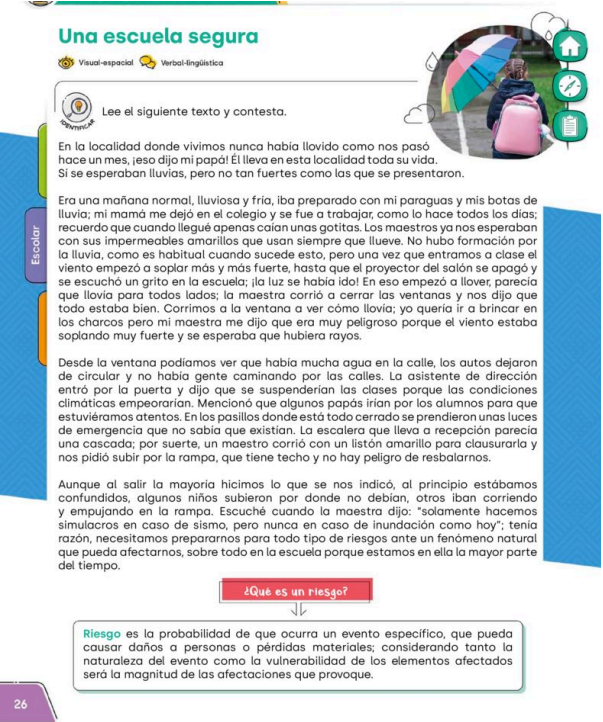 Una escuela segura
Visual-espacial Verbal-lingüística
IDENTIFICAR
Lee el siguiente texto y contesta.
En la localidad donde vivimos nunca había llovido como nos pasó
hace un mes, ¡eso dijo mi papá! Él lleva en esta localidad toda su vida.
Sí se esperaban lluvias, pero no tan fuertes como las que se presentaron.
Era una mañana normal, lluviosa y fría, iba preparado con mi paraguas y mis botas de
lluvia; mi mamá me dejó en el colegio y se fue a trabajar, como lo hace todos los días;
recuerdo que cuando llegué apenas caían unas gotitas. Los maestros ya nos esperaban
con sus impermeables amarillos que usan siempre que llueve. No hubo formación por
la lluvia, como es habitual cuando sucede esto, pero una vez que entramos a clase el
viento empezó a soplar más y más fuerte, hasta que el proyector del salón se apagó y
se escuchó un grito en la escuela; ¡la luz se había ido! En eso empezó a llover, parecía
que llovía para todos lados; la maestra corrió a cerrar las ventanas y nos dijo que
todo estaba bien. Corrimos a la ventana a ver cómo llovía; yo quería ir a brincar en
los charcos pero mi maestra me dijo que era muy peligroso porque el viento estaba
soplando muy fuerte y se esperaba que hubiera rayos.
Escolar
Desde la ventana podíamos ver que había mucha agua en la calle, los autos dejaron
de circular y no había gente caminando por las calles. La asistente de dirección
entró por la puerta y dijo que se suspenderían las clases porque las condiciones
climáticas empeorarían. Mencionó que algunos papás irían por los alumnos para que
estuviéramos atentos. En los pasillos donde está todo cerrado se prendieron unas luces
de emergencia que no sabía que existían. La escalera que lleva a recepción parecía
una cascada; por suerte, un maestro corrió con un listón amarillo para clausurarla y
nos pidió subir por la rampa, que tiene techo y no hay peligro de resbalarnos.
Aunque al salir la mayoría hicimos lo que se nos indicó, al principio estábamos
confundidos, algunos niños subieron por donde no debían, otros iban corriendo
y empujando en la rampa. Escuché cuando la maestra dijo: “solamente hacemos
simulacros en caso de sismo, pero nunca en caso de inundación como hoy”; tenía
razón, necesitamos prepararnos para todo tipo de riesgos ante un fenómeno natural
que pueda afectarnos, sobre todo en la escuela porque estamos en ella la mayor parte
del tiempo.
¿Qué es un riesgo?
Riesgo es la probabilidad de que ocurra un evento específico, que pueda
causar daños a personas o pérdidas materiales; considerando tanto la
naturaleza del evento como la vulnerabilidad de los elementos afectados
será la magnitud de las afectaciones que provoque.
26